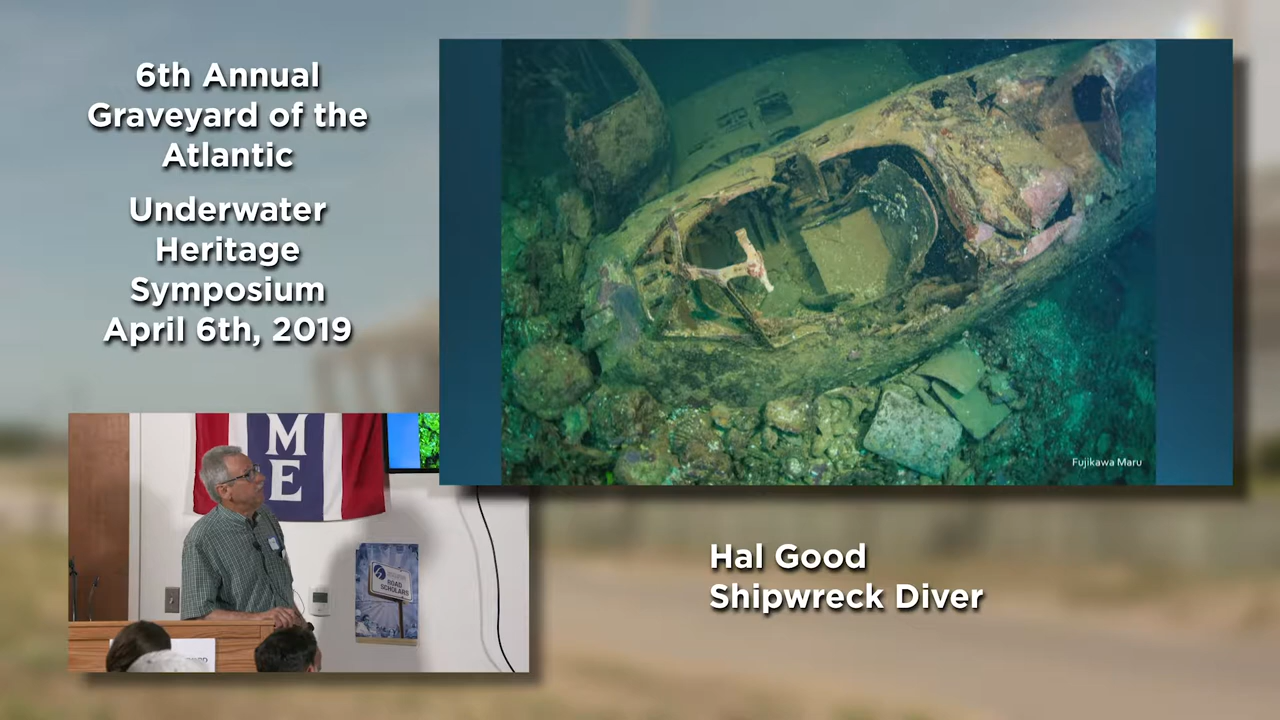 6th Annual
Graveyard of the
Atlantic
Underwater
Heritage
Symposium
April 6th, 2019
Fujikawa Maru
M
E
ROAD
SCHOLARS
Hal Good
Shipwreck Diver